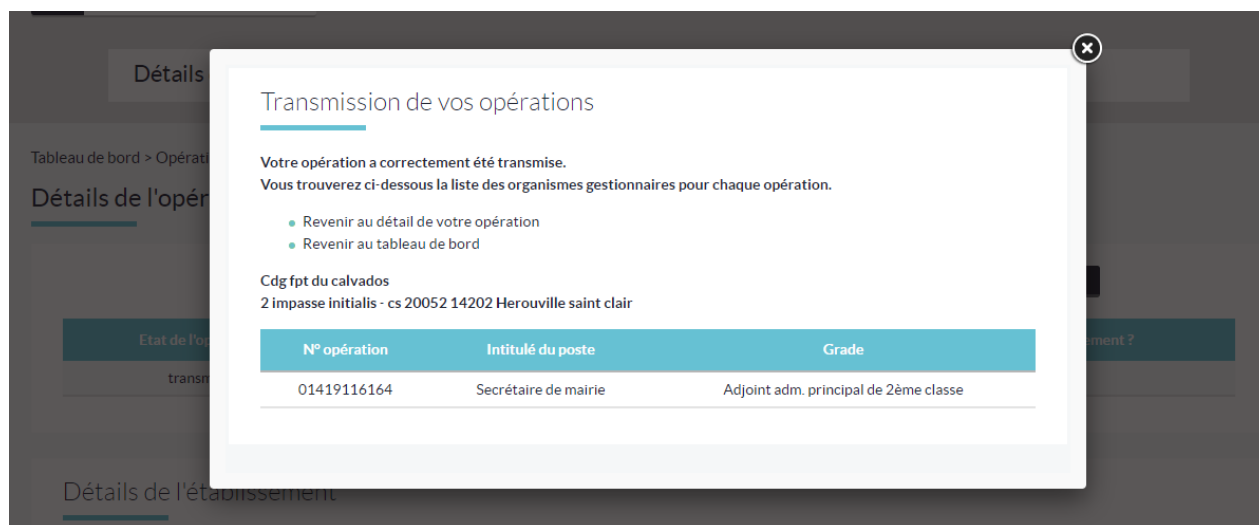 Détails
Transmission de vos opérations
Tableau de bord > Opérati
Votre opération a correctement été transmise.
Vous trouverez ci-dessous la liste des organismes gestionnaires pour chaque opération.
Détails de l'opér
Revenir au détail de votre opération
Revenir au tableau de bord
Cdg fpt du calvados
2 impasse initialis - cs 20052 14202 Herouville saint clair
Etat de l'op
ement ?
N° opération Intitulé du poste Grade
transm
01419116164 Secrétaire de mairie Adjoint adm. principal de 2ème classe
Détails de l'établissement